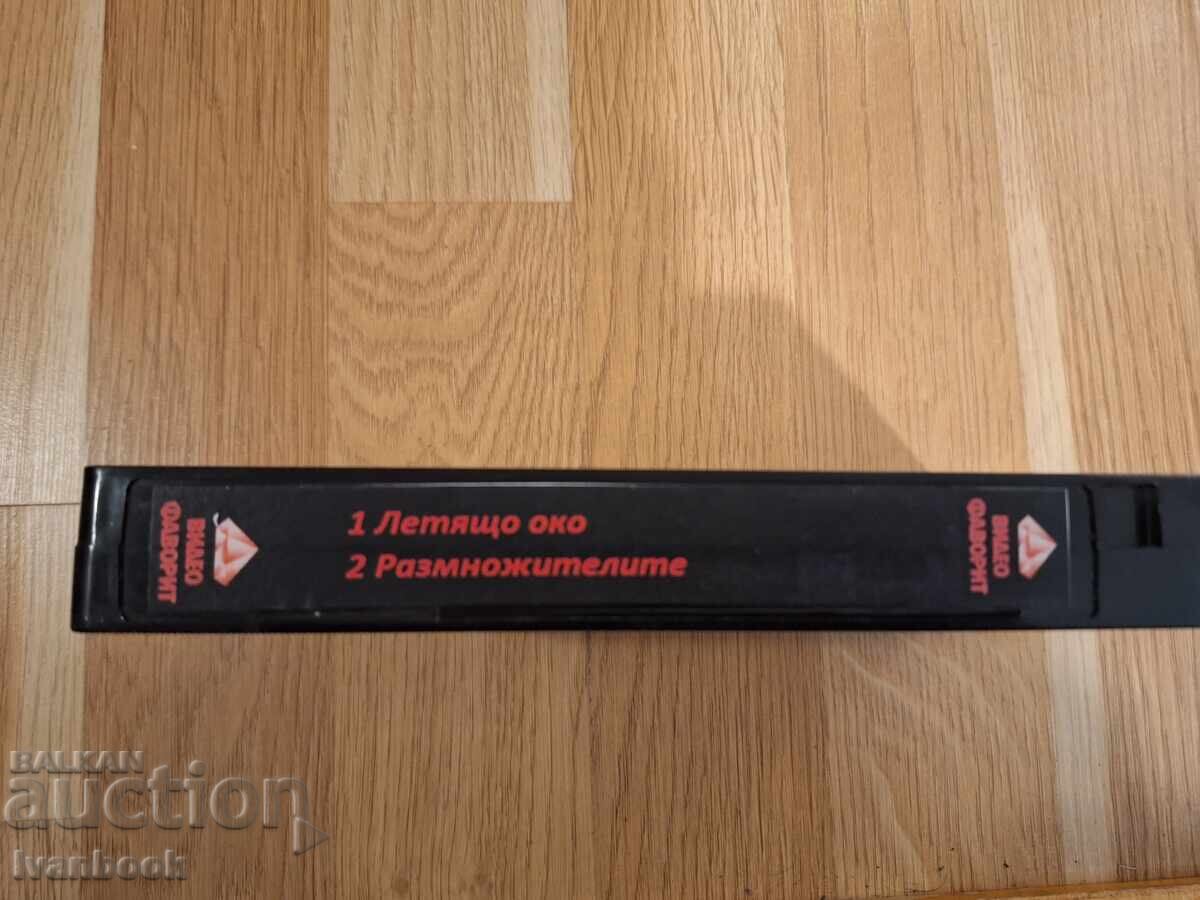 ВИДЕО
ФАВОРИТ
1 Летящо око
2 Размножителите
ВИДЕО
ФАВОРИТ
BALKAN
auction
Ivanbook